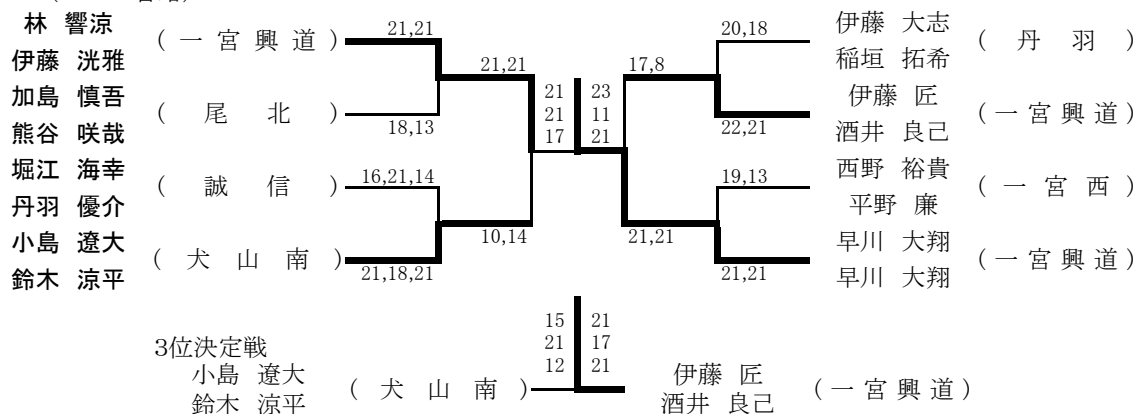 林 響涼
伊藤 洸雅
(一宮興道)
21,21
加島 慎吾
熊谷 咲哉
(尾北)
18,13
堀江 海幸
丹羽 優介
(誠信)
16,21,14
小島 遼大
鈴木 涼平
(犬山南)
21,18,21
21,21
10,14
21 23
21 11
17 21
17,8
21,21
20,18
伊藤 大志
稲垣 拓希
(丹羽)
22,21
伊藤 匠
酒井 良己
(一宮興道)
19,13
西野 裕貴
平野 廉
(一宮西)
21,21
早川 大翔
早川 大翔
(一宮興道)
3位決定戦
小島 遼大
鈴木 涼平
(犬山南)
15 21
21 17
12 21
伊藤 匠
酒井 良己
(一宮興道)